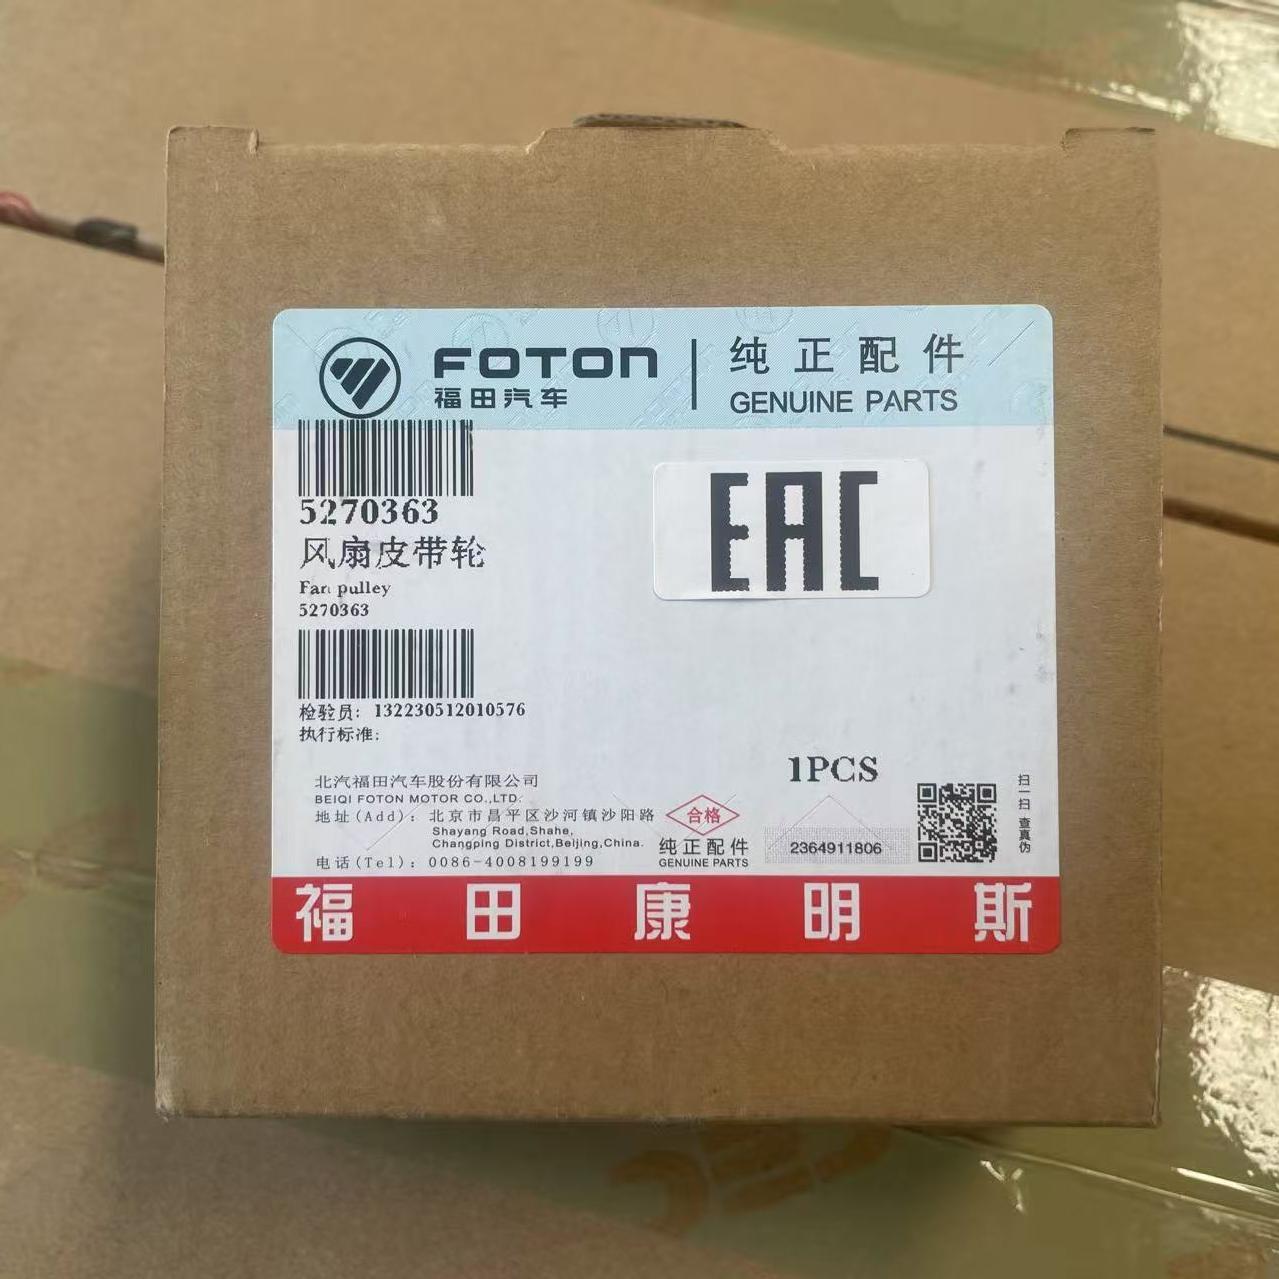 FOTON
福田汽车
纯正配件
GENUINE PARTS
5270363
风扇皮带轮
Fan pulley
5270363
EAC
检验员: 132230512010576
执行标准:
1PCS
北汽福田汽车股份有限公司
BEIQI FOTON MOTOR CO.,LTD.
地址(Add): 北京市昌平区沙河镇沙阳路
Shayang Road,Shahe,
Changping District,Beijing,China.
电话(Tel): 0086-4008199199
合格
纯正配件
GENUINE PARTS
2364911806
扫一扫 查真伪
福田康明斯